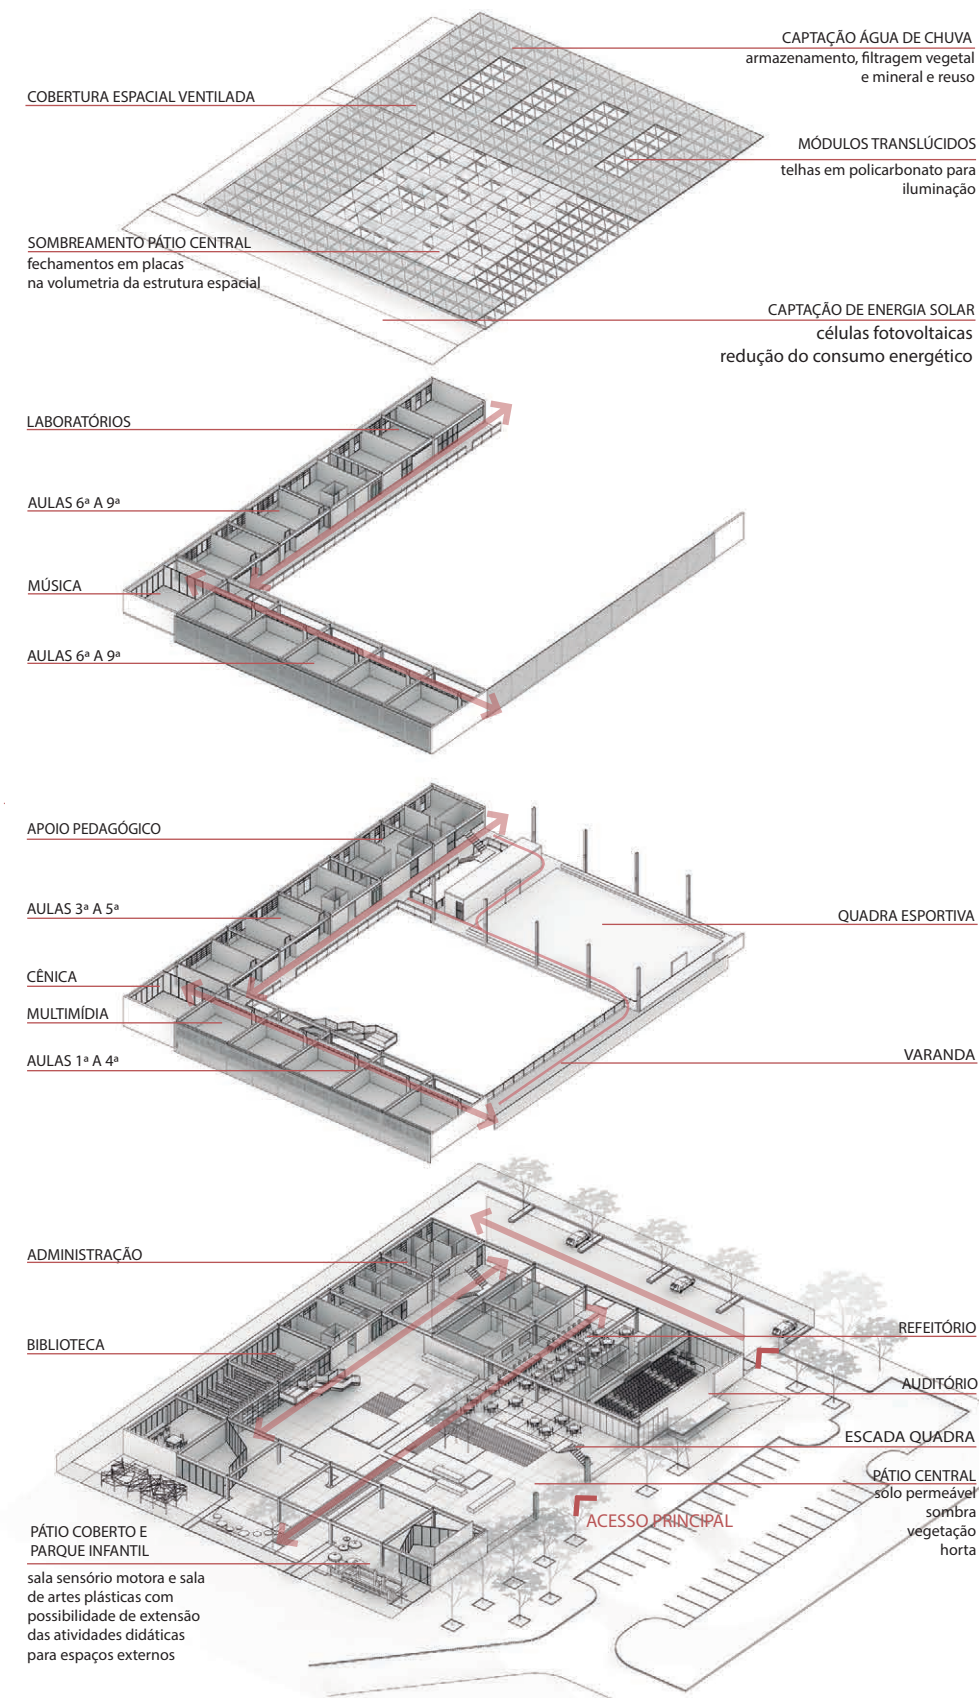 CAPTAÇÃO ÁGUA DE CHUVA
armazenamento, filtragem vegetal
e mineral e reuso
COBERTURA ESPACIAL VENTILADA
MÓDULOS TRANSLÚCIDOS
telhas em policarbonato para
iluminação
SOMBREAMENTO PÁTIO CENTRAL
fechamentos em placas
na volumetria da estrutura espacial
CAPTAÇÃO DE ENERGIA SOLAR
células fotovoltaicas
redução do consumo energético
LABORATÓRIOS
AULAS 6ª A 9ª
MÚSICA
AULAS 6ª A 9ª
APOIO PEDAGÓGICO
AULAS 3ª A 5ª
QUADRA ESPORTIVA
CÊNICA
MULTIMÍDIA
AULAS 1ª A 4ª
VARANDA
ADMINISTRAÇÃO
REFEITÓRIO
BIBLIOTECA
AUDITÓRIO
ESCADA QUADRA
PÁTIO CENTRAL
solo permeável
sombra
vegetação
horta
ACESSO PRINCIPAL
PÁTIO COBERTO E
PARQUE INFANTIL
sala sensório motora e sala
de artes plásticas com
possibilidade de extensão
das atividades didáticas
para espaços externos